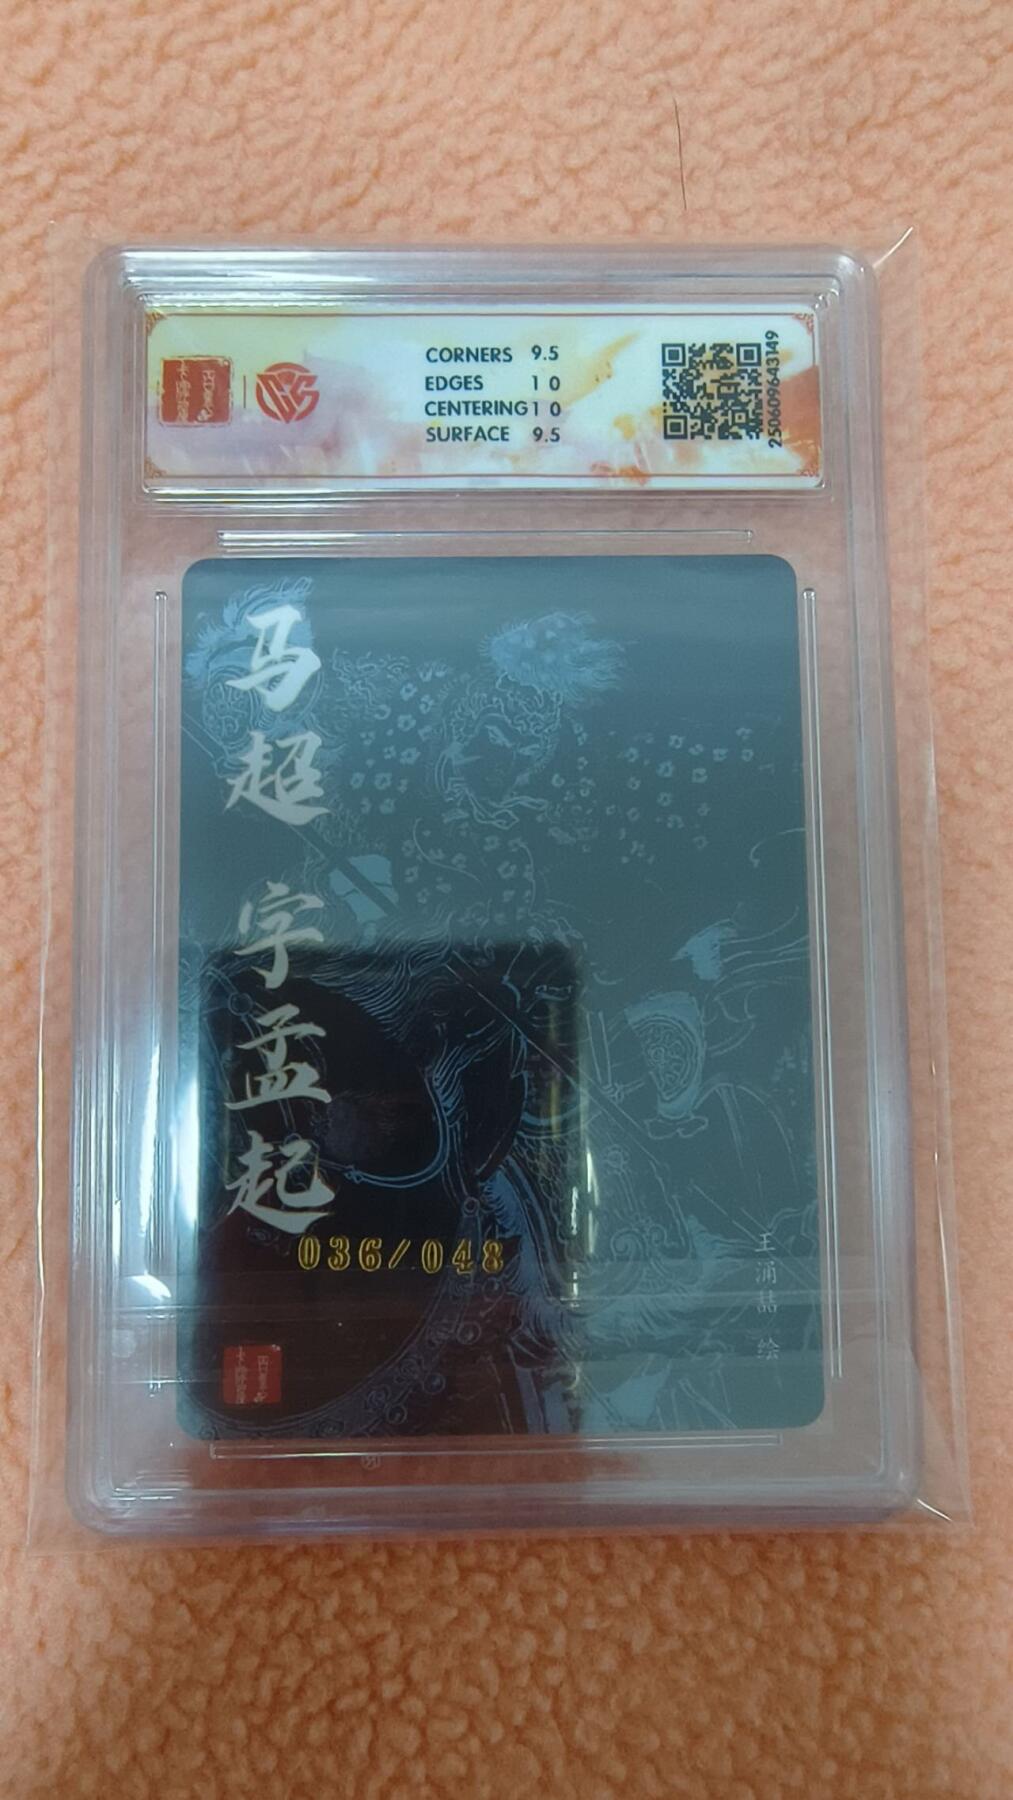 CORNERS 9.5
EDGES 10
CENTERING 10
SURFACE 9.5
250609643149
马超 字孟起
036/048
王涌喆 绘